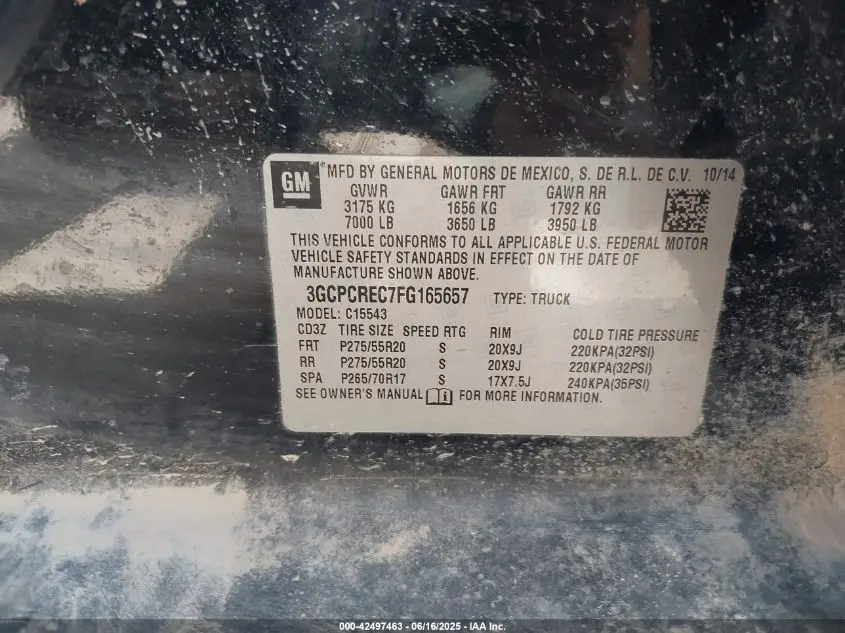 GM
*MFD BY GENERAL MOTORS DE MEXICO, S. DE R.L. DE C.V. 10/14
GVWR GAWR FRT GAWR RR
3175 KG 1656 KG 1792 KG
7000 LB 3650 LB 3950 LB
THIS VEHICLE CONFORMS TO ALL APPLICABLE U.S. FEDERAL MOTOR
VEHICLE SAFETY STANDARDS IN EFFECT ON THE DATE OF
MANUFACTURE SHOWN ABOVE.
3GCPCREC7FG165657 TYPE: TRUCK
MODEL: C15543
CD3Z TIRE SIZE SPEED RTG RIM COLD TIRE PRESSURE
FRT P275/55R20 S 20X9J 220KPA(32PSI)
RR P275/55R20 S 20X9J 220KPA(32PSI)
SPA P265/70R17 S 17X7.5J 240KPA(35PSI)
SEE OWNER'S MANUAL FOR MORE INFORMATION.
000-42497463 - 06/16/2025 - IAA Inc.